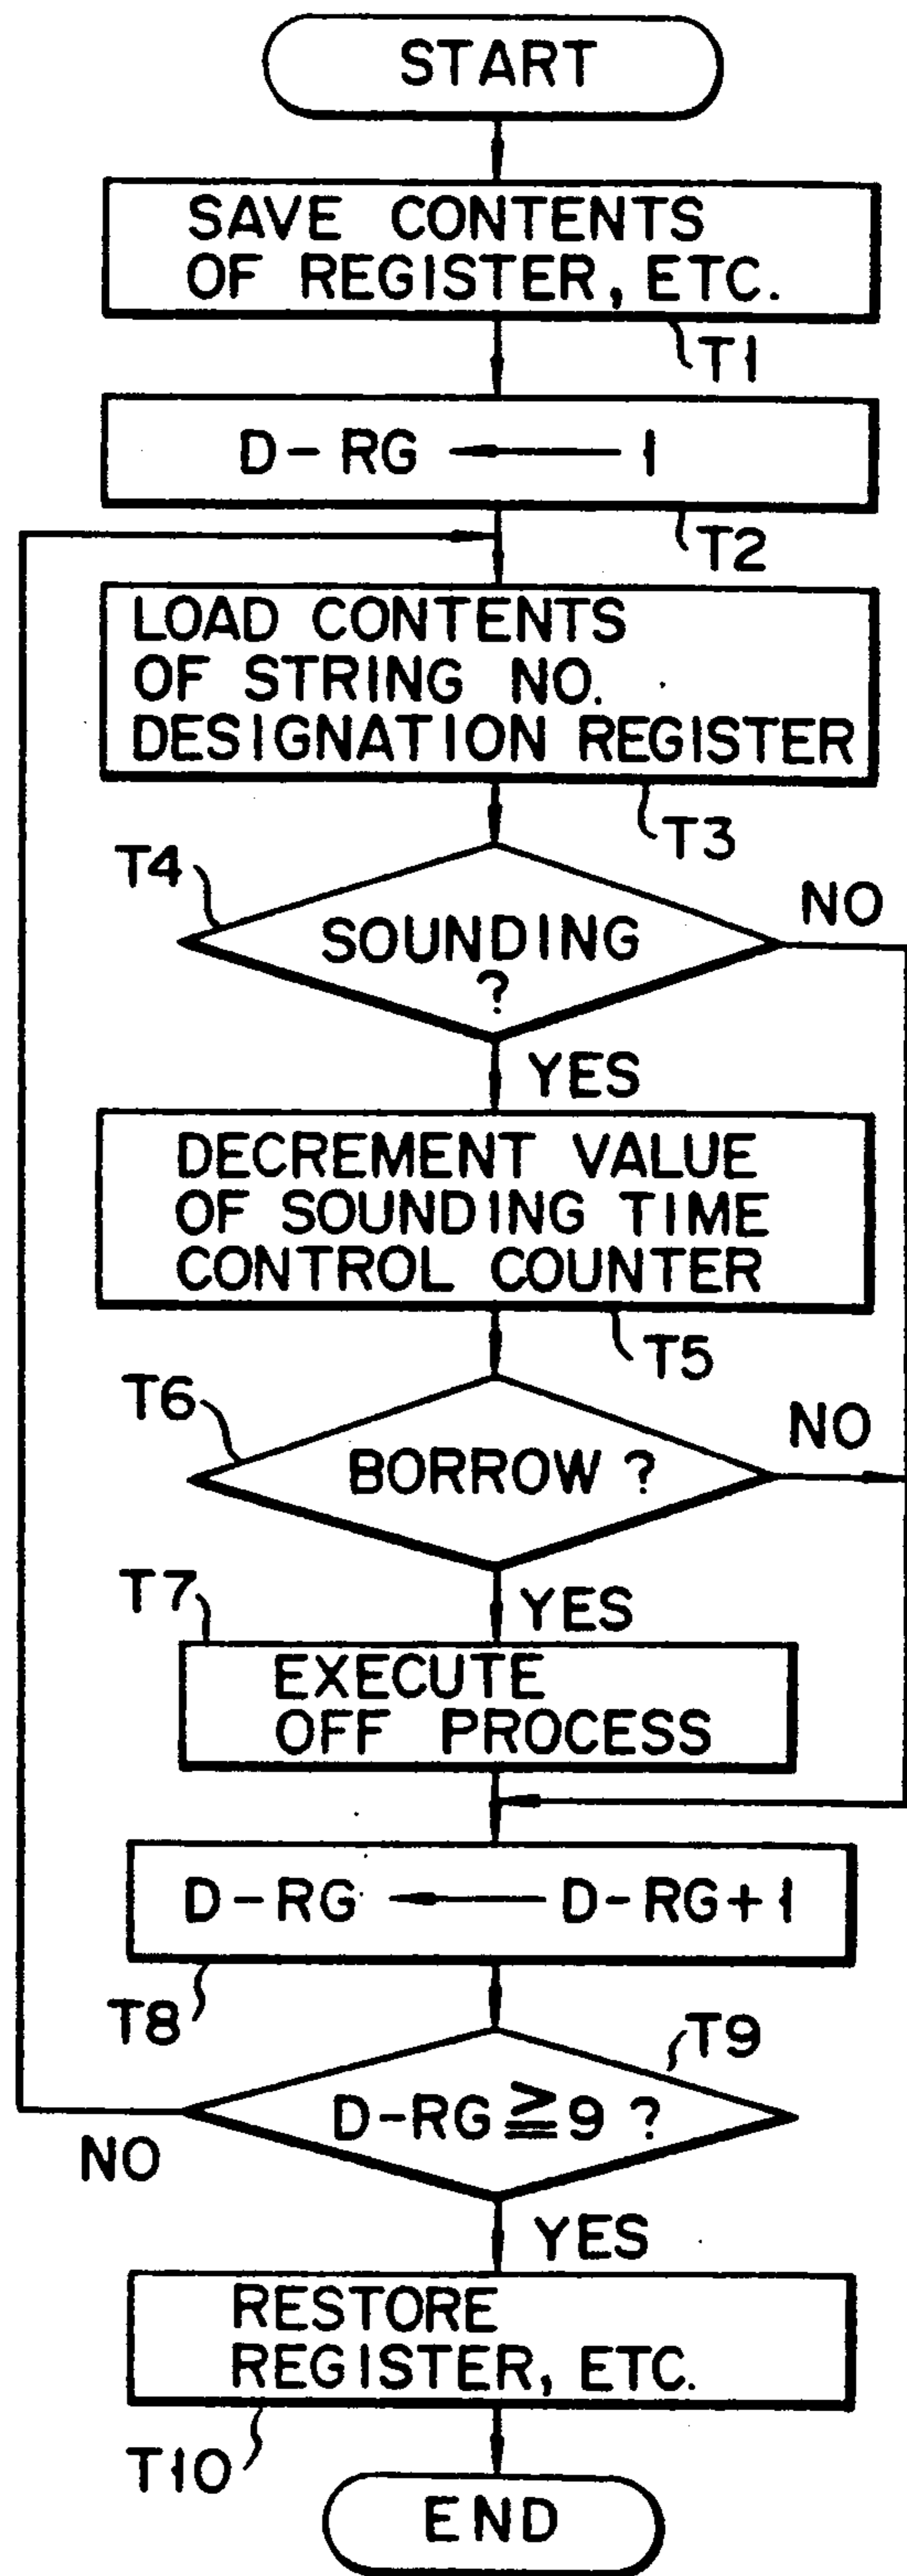 START
SAVE CONTENTS
OF REGISTER, ETC.
T1
D-RG ← 1
T2
LOAD CONTENTS
OF STRING NO.
DESIGNATION REGISTER
T3
T4
SOUNDING
?
NO
YES
DECREMENT VALUE
OF SOUNDING TIME
CONTROL COUNTER
T5
T6
BORROW ?
NO
YES
T7
EXECUTE
OFF PROCESS
D-RG ← D-RG+1
T8
T9
D-RG ≧ 9 ?
NO
YES
RESTORE
REGISTER, ETC.
T10
END